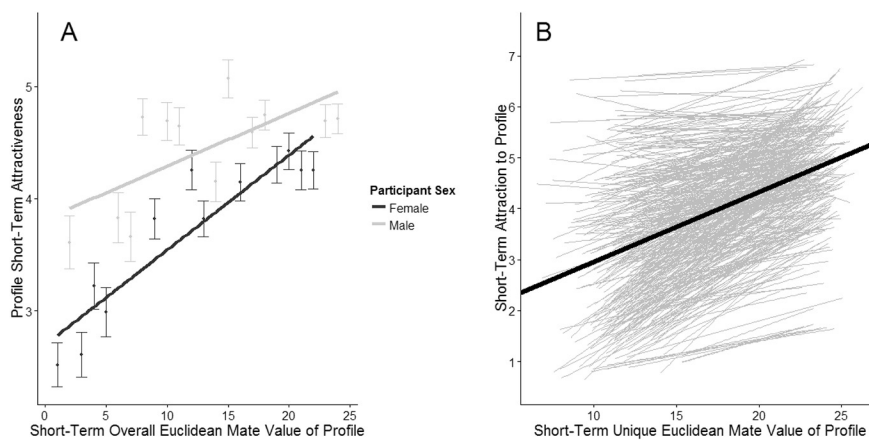 A
Profile Short-Term Attractiveness
5
4
3
0
5
10
15
20
25
Short-Term Overall Euclidean Mate Value of Profile
Participant Sex
Female
Male
B
Short-Term Attraction to Profile
7
6
5
4
3
2
1
10
15
20
25
Short-Term Unique Euclidean Mate Value of Profile